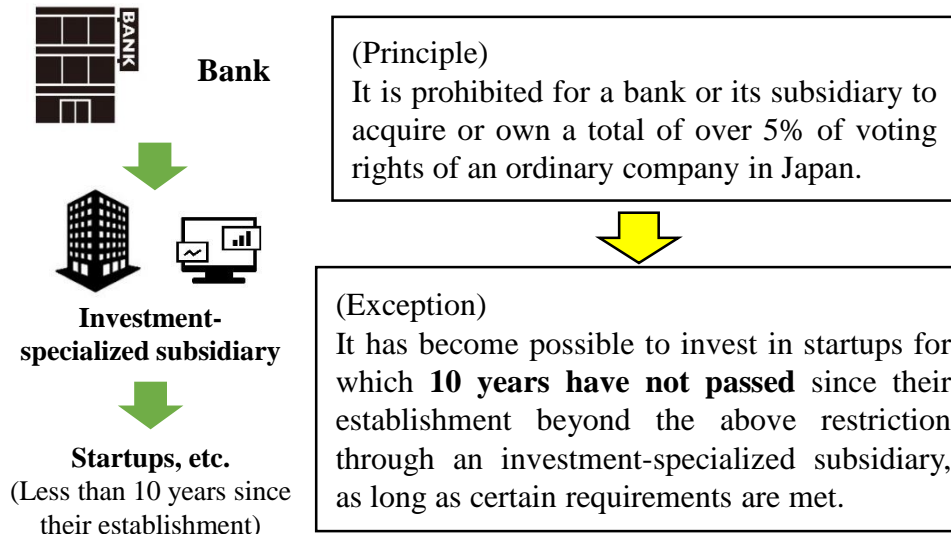 BANK
Bank
Investment-
specialized subsidiary
Startups, etc.
(Less than 10 years since
their establishment)
(Principle)
It is prohibited for a bank or its subsidiary to
acquire or own a total of over 5% of voting
rights of an ordinary company in Japan.
(Exception)
It has become possible to invest in startups for
which 10 years have not passed since their
establishment beyond the above restriction
through an investment-specialized subsidiary,
as long as certain requirements are met.